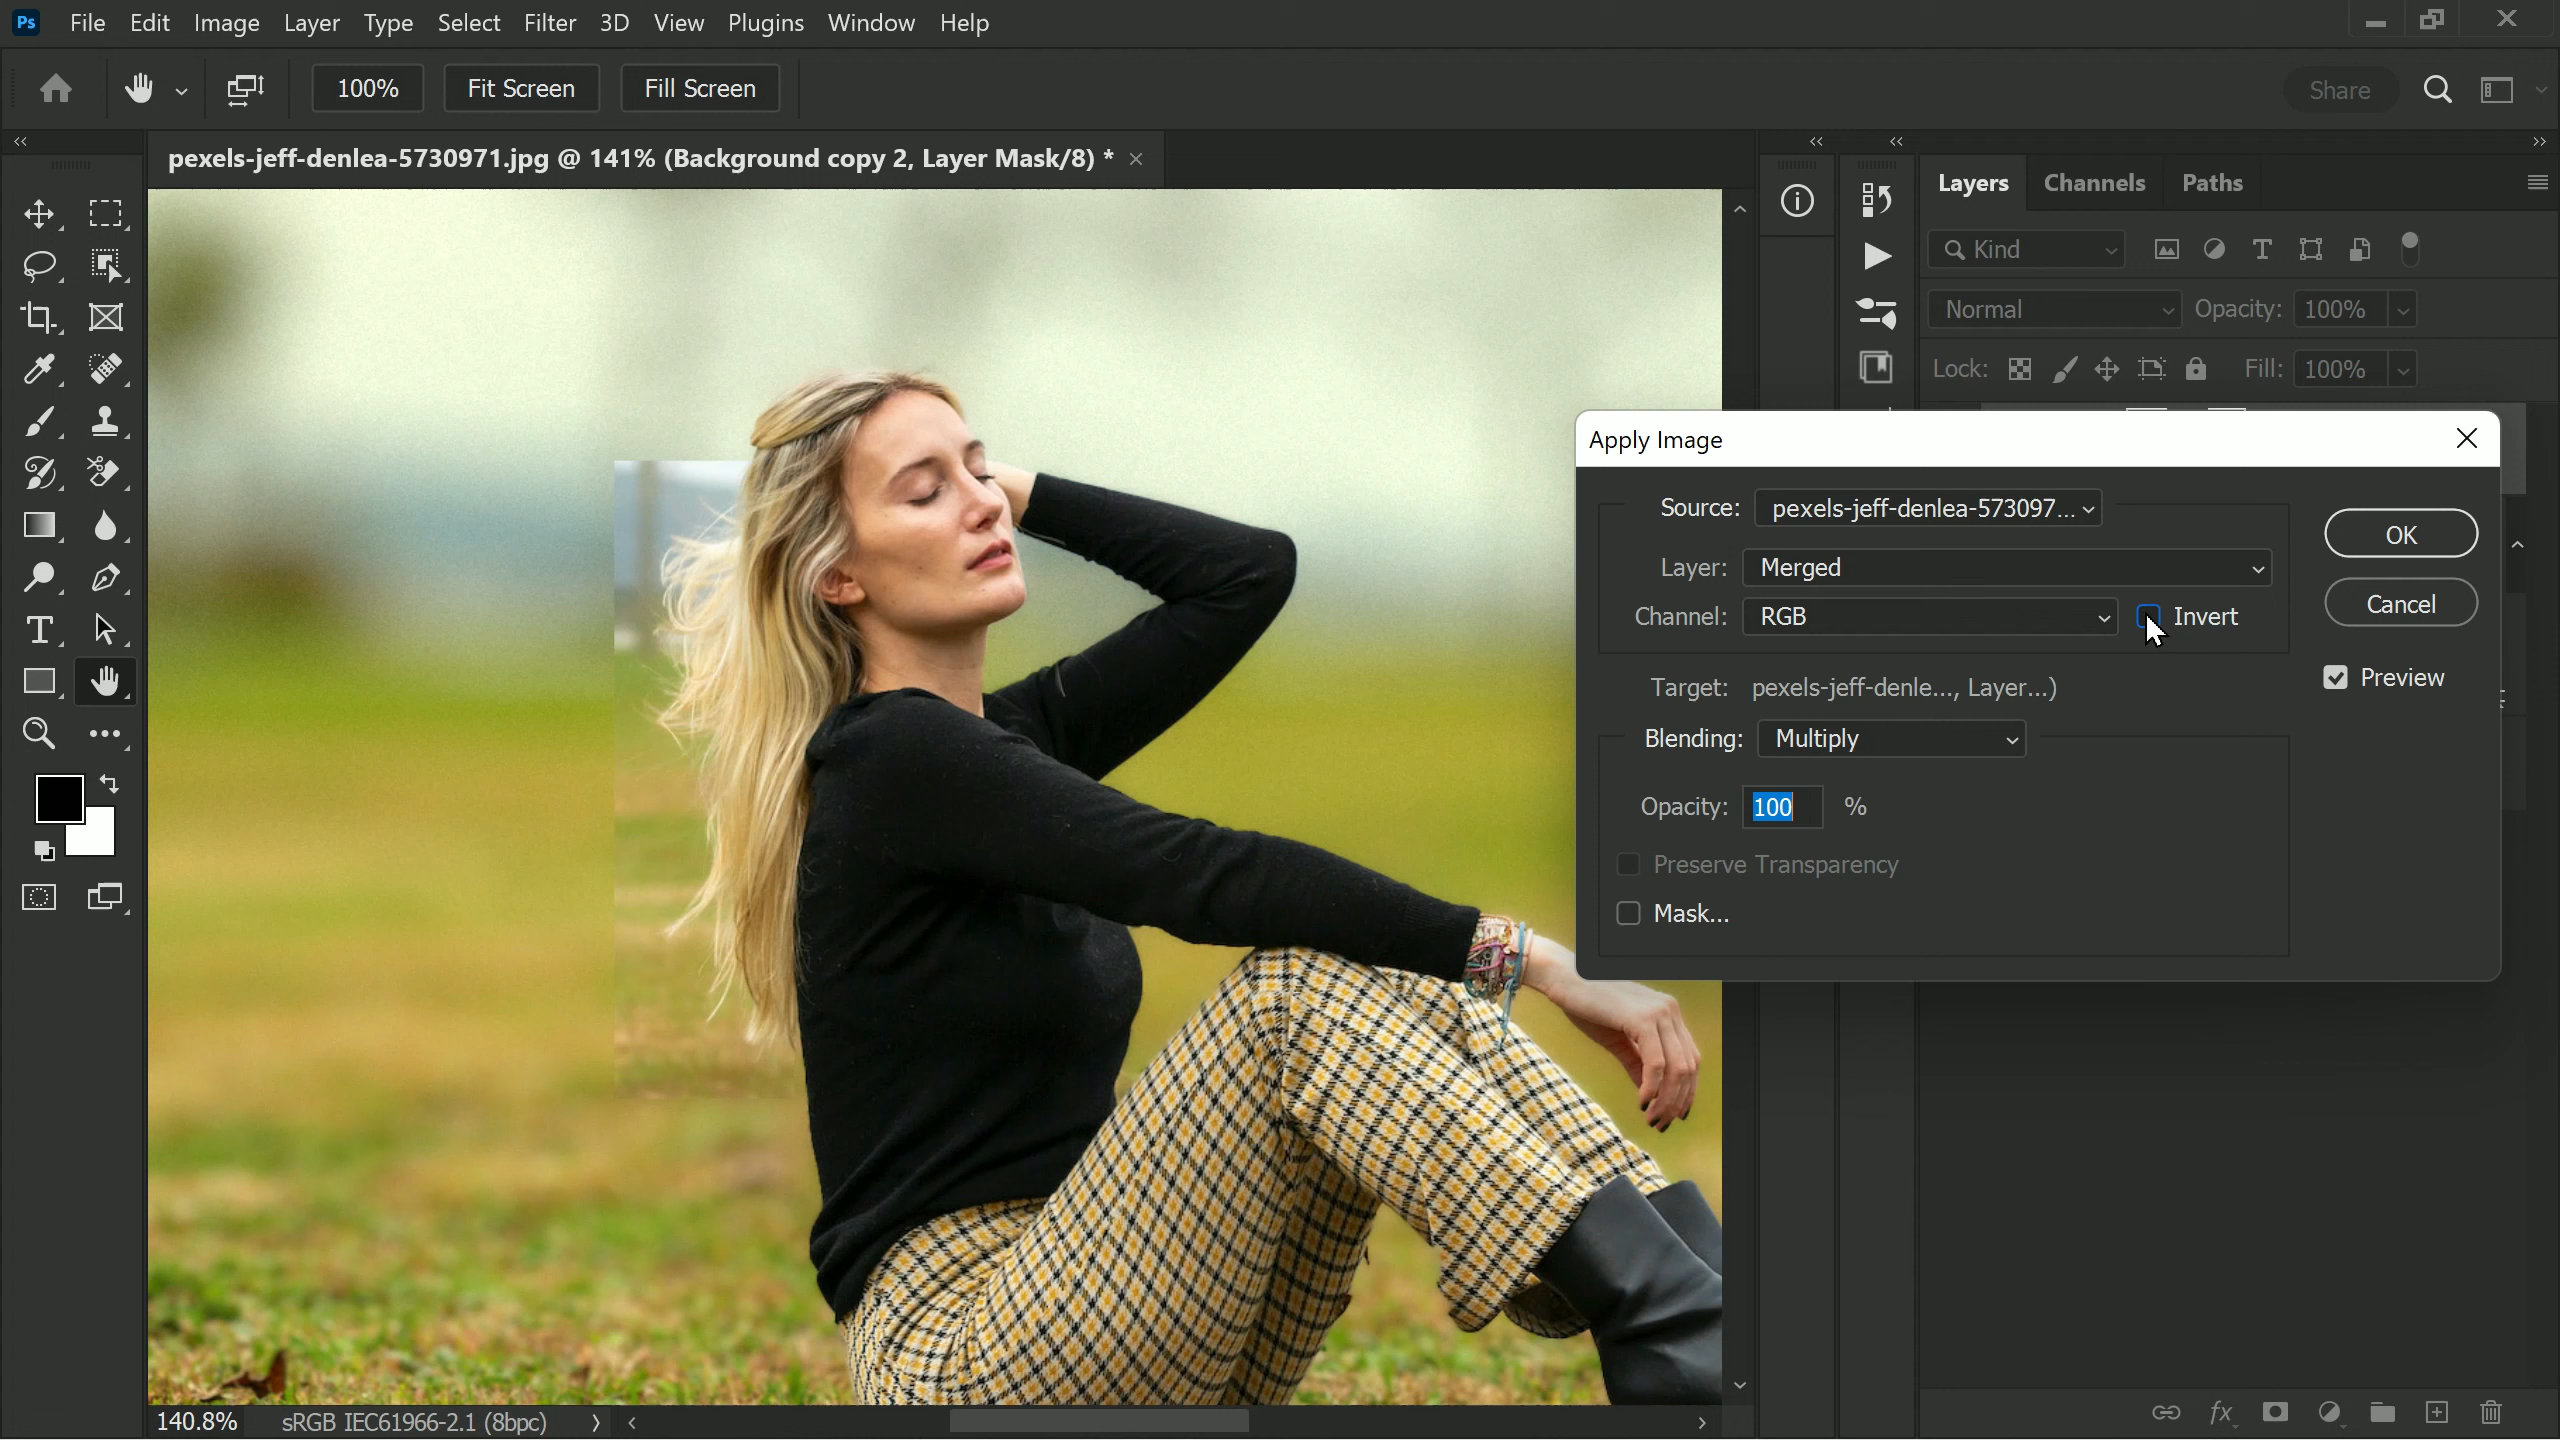 Ps File Edit Image Layer Type Select Filter 3D View Plugins Window Help
100% Fit Screen Fill Screen Share
pexels-jeff-denlea-5730971.jpg @ 141% (Background copy 2, Layer Mask/8) *
Layers Channels Paths
Kind
Normal Opacity: 100%
Lock: Fill: 100%
Apply Image
Source: pexels-jeff-denlea-573097...
OK
Layer: Merged
Channel: RGB Invert
Cancel
Target: pexels-jeff-denle..., Layer...)
Preview
Blending: Multiply
Opacity: 100 %
Preserve Transparency
Mask...
140.8% sRGB IEC61966-2.1 (8bpc)
fx